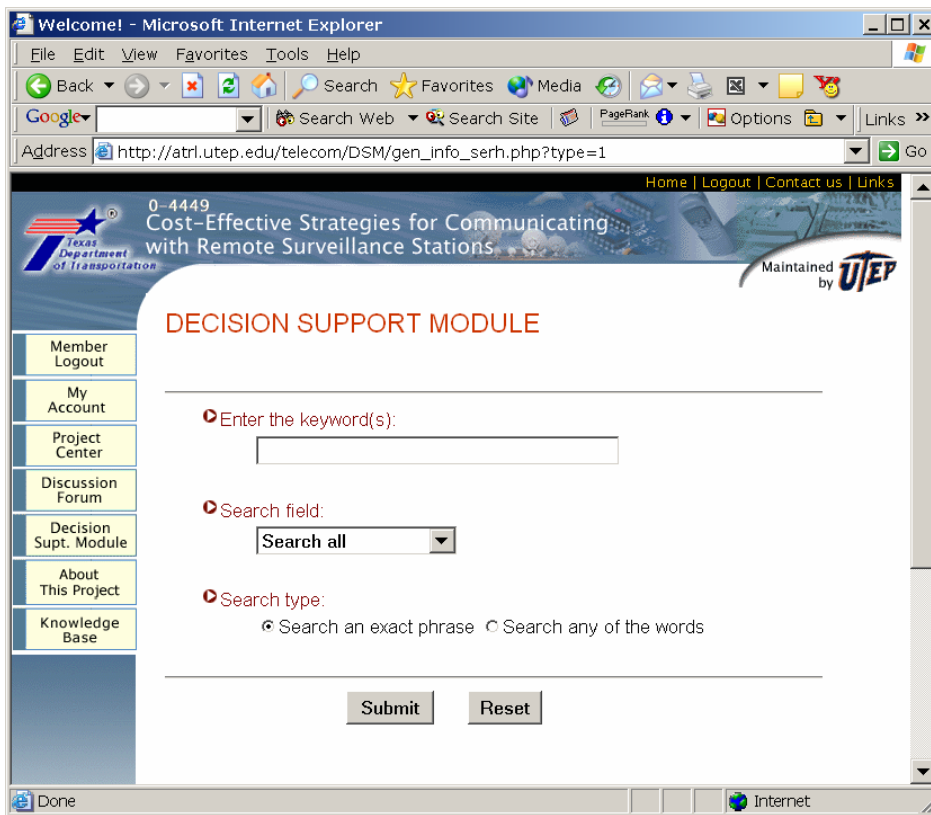 Welcome! - Microsoft Internet Explorer
File Edit View Favorites Tools Help
Back Search Favorites Media
Google Search Web Search Site PageRank Options Links »
Address http://atrl.utep.edu/telecom/DSM/gen_info_serh.php?type=1 Go
Home | Logout | Contact us | Links
0-4449
Cost-Effective Strategies for Communicating
with Remote Surveillance Stations
Texas
Department
of Transportation
®
Maintained
by UTEP
DECISION SUPPORT MODULE
Member
Logout
My
Account
Project
Center
Discussion
Forum
Decision
Supt. Module
About
This Project
Knowledge
Base
Enter the keyword(s):
Search field:
Search all
Search type:
Search an exact phrase Search any of the words
Submit Reset
Done Internet